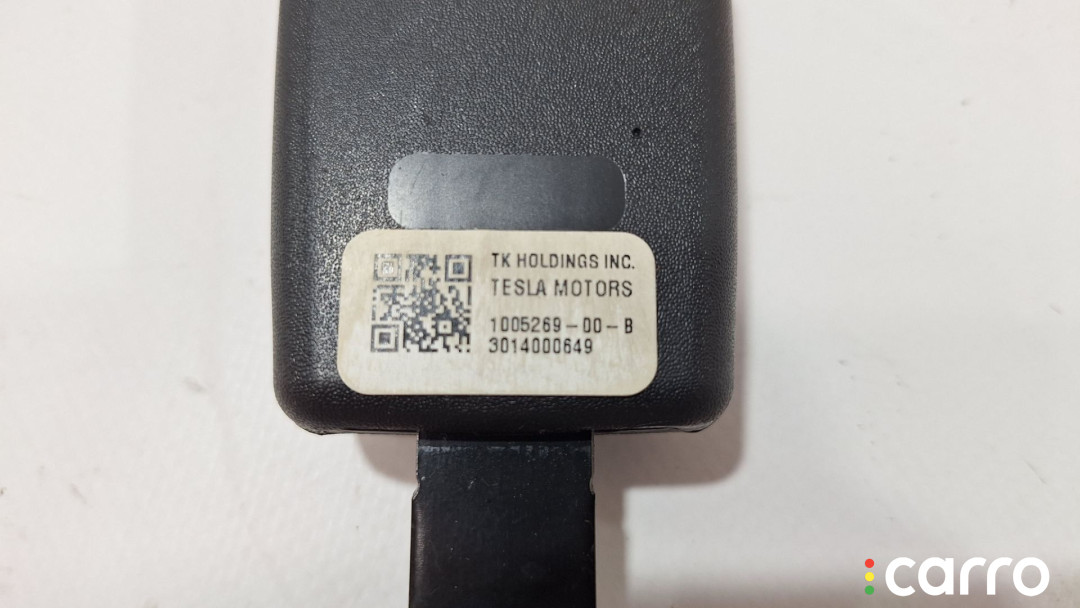 TK HOLDINGS INC.
TESLA MOTORS
1005269-00-B
3014000649
carro